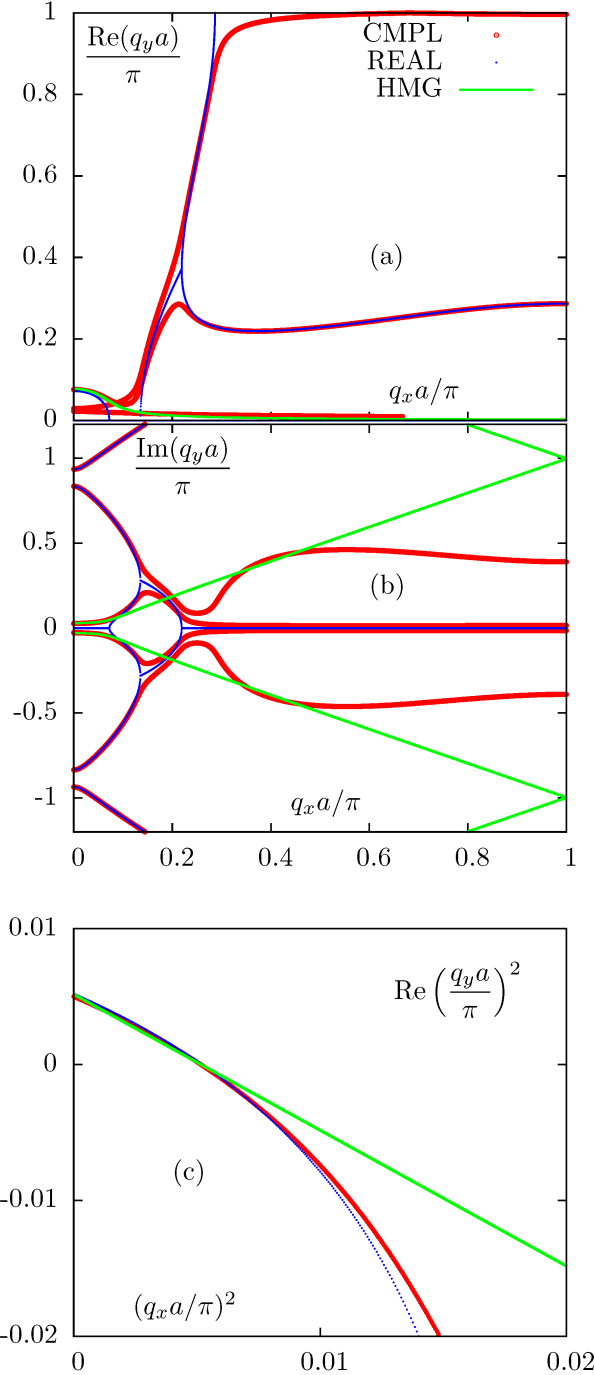 1
Re(q_y a)
π
CMPL
REAL
HMG
0.8
0.6
(a)
0.4
0.2
q_x a/π
0
Im(q_y a)
π
1
0.5
(b)
0
-0.5
-1
q_x a/π
0 0.2 0.4 0.6 0.8 1
0.01
Re (q_y a / π)^2
0
(c)
-0.01
(q_x a/π)^2
-0.02
0 0.01 0.02